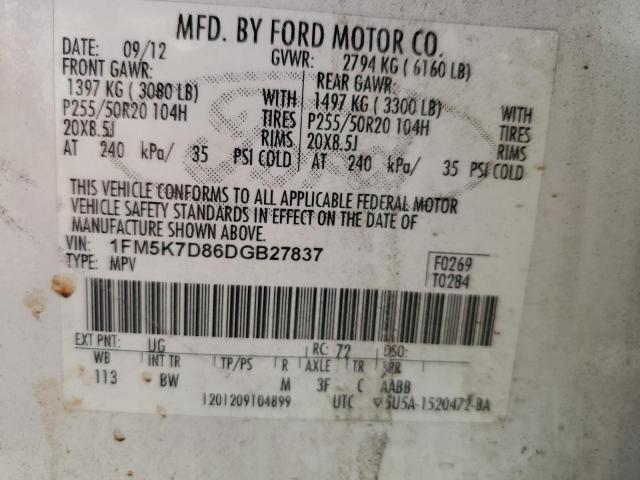 MFD. BY FORD MOTOR CO.
DATE: 09/12 GVWR: 2794 KG ( 6160 LB)
FRONT GAWR: REAR GAWR:
1397 KG ( 3080 LB) WITH 1497 KG ( 3300 LB) WITH
P255/50R20 104H TIRES P255/50R20 104H TIRES
20X8.5J RIMS 20X8.5J RIMS
AT 240 kPa/ 35 PSI COLD AT 240 kPa/ 35 PSI COLD
THIS VEHICLE CONFORMS TO ALL APPLICABLE FEDERAL MOTOR
VEHICLE SAFETY STANDARDS IN EFFECT ON THE DATE OF
MANUFACTURE SHOWN ABOVE.
VIN: 1FM5K7D86DGB27837
TYPE: MPV
F0269
T0284
EXT PNT: UG RC: 72 DSO:
WB INT TR TP/PS R AXLE TR SPR
113 BW M 3F C AABB
1201209104899 UTC 5U5A-1520472-BA